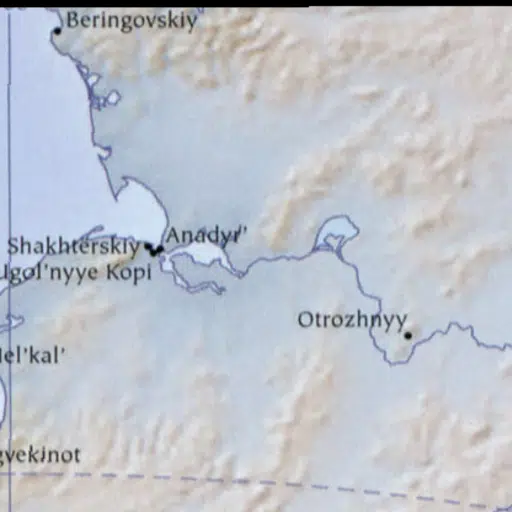 Beringovskiy
Anadyr'
Shakhterskiy
Ugol'nyye Kopi
Otrozhnyy
el'kal'
gvekinot